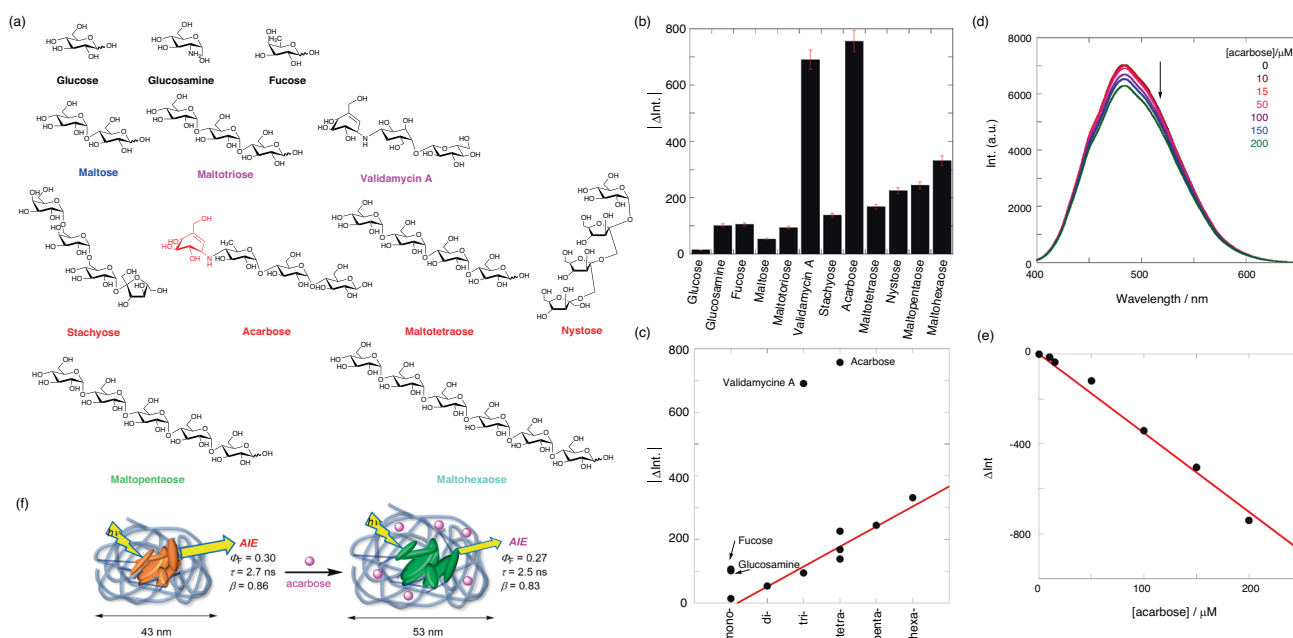 (a)
Glucose
Glucosamine
Fucose
Maltose
Maltotriose
Validamycin A
Stachyose
Acarbose
Maltotetraose
Nystose
Maltopentaose
Maltohexaose
(b)
| ΔInt. |
800
600
400
200
0
Glucose
Glucosamine
Fucose
Maltose
Maltotoriose
Validamycin A
Stachyose
Acarbose
Maltotetraose
Nystose
Maltopentaose
Maltohexaose
(c)
| ΔInt. |
800
600
400
200
0
Acarbose
Validamycine A
Fucose
Glucosamine
mono-
di-
tri-
tetra-
penta-
hexa-
(d)
Int. (a.u.)
8000
6000
4000
2000
0
400
500
600
Wavelength / nm
[acarbose]/μM
0
10
15
50
100
150
200
(e)
ΔInt
0
-400
-800
0
100
200
[acarbose] / μM
(f)
hν
AIE
ΦF = 0.30
τ = 2.7 ns
β = 0.86
43 nm
acarbose
hν
AIE
ΦF = 0.27
τ = 2.5 ns
β = 0.83
53 nm